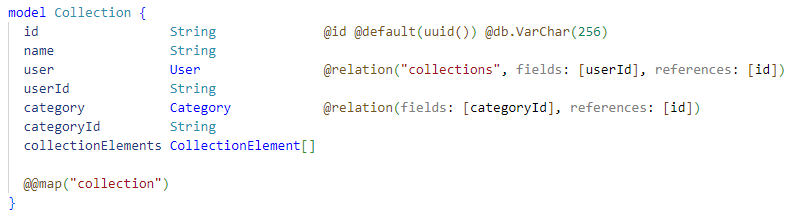 model Collection {
  id               String            @id @default(uuid()) @db.VarChar(256)
  name             String
  user             User              @relation("collections", fields: [userId], references: [id])
  userId           String
  category         Category          @relation(fields: [categoryId], references: [id])
  categoryId       String
  collectionElements CollectionElement[]

  @@map("collection")
}